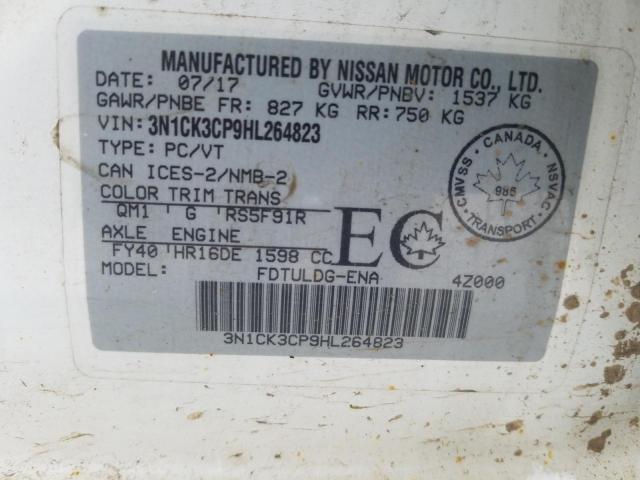 MANUFACTURED BY NISSAN MOTOR CO., LTD.
DATE: 07/17 GVWR/PNBV: 1537 KG
GAWR/PNBE FR: 827 KG RR: 750 KG
VIN: 3N1CK3CP9HL264823
TYPE: PC/VT
CAN ICES-2/NMB-2
COLOR TRIM TRANS
QM1 G RS5F91R
AXLE ENGINE
FY40 HR16DE 1598 CC
MODEL: FDTULDG-ENA 4Z000
EC
CMVSS · CANADA · NSVAC
986
TRANSPORT
3N1CK3CP9HL264823